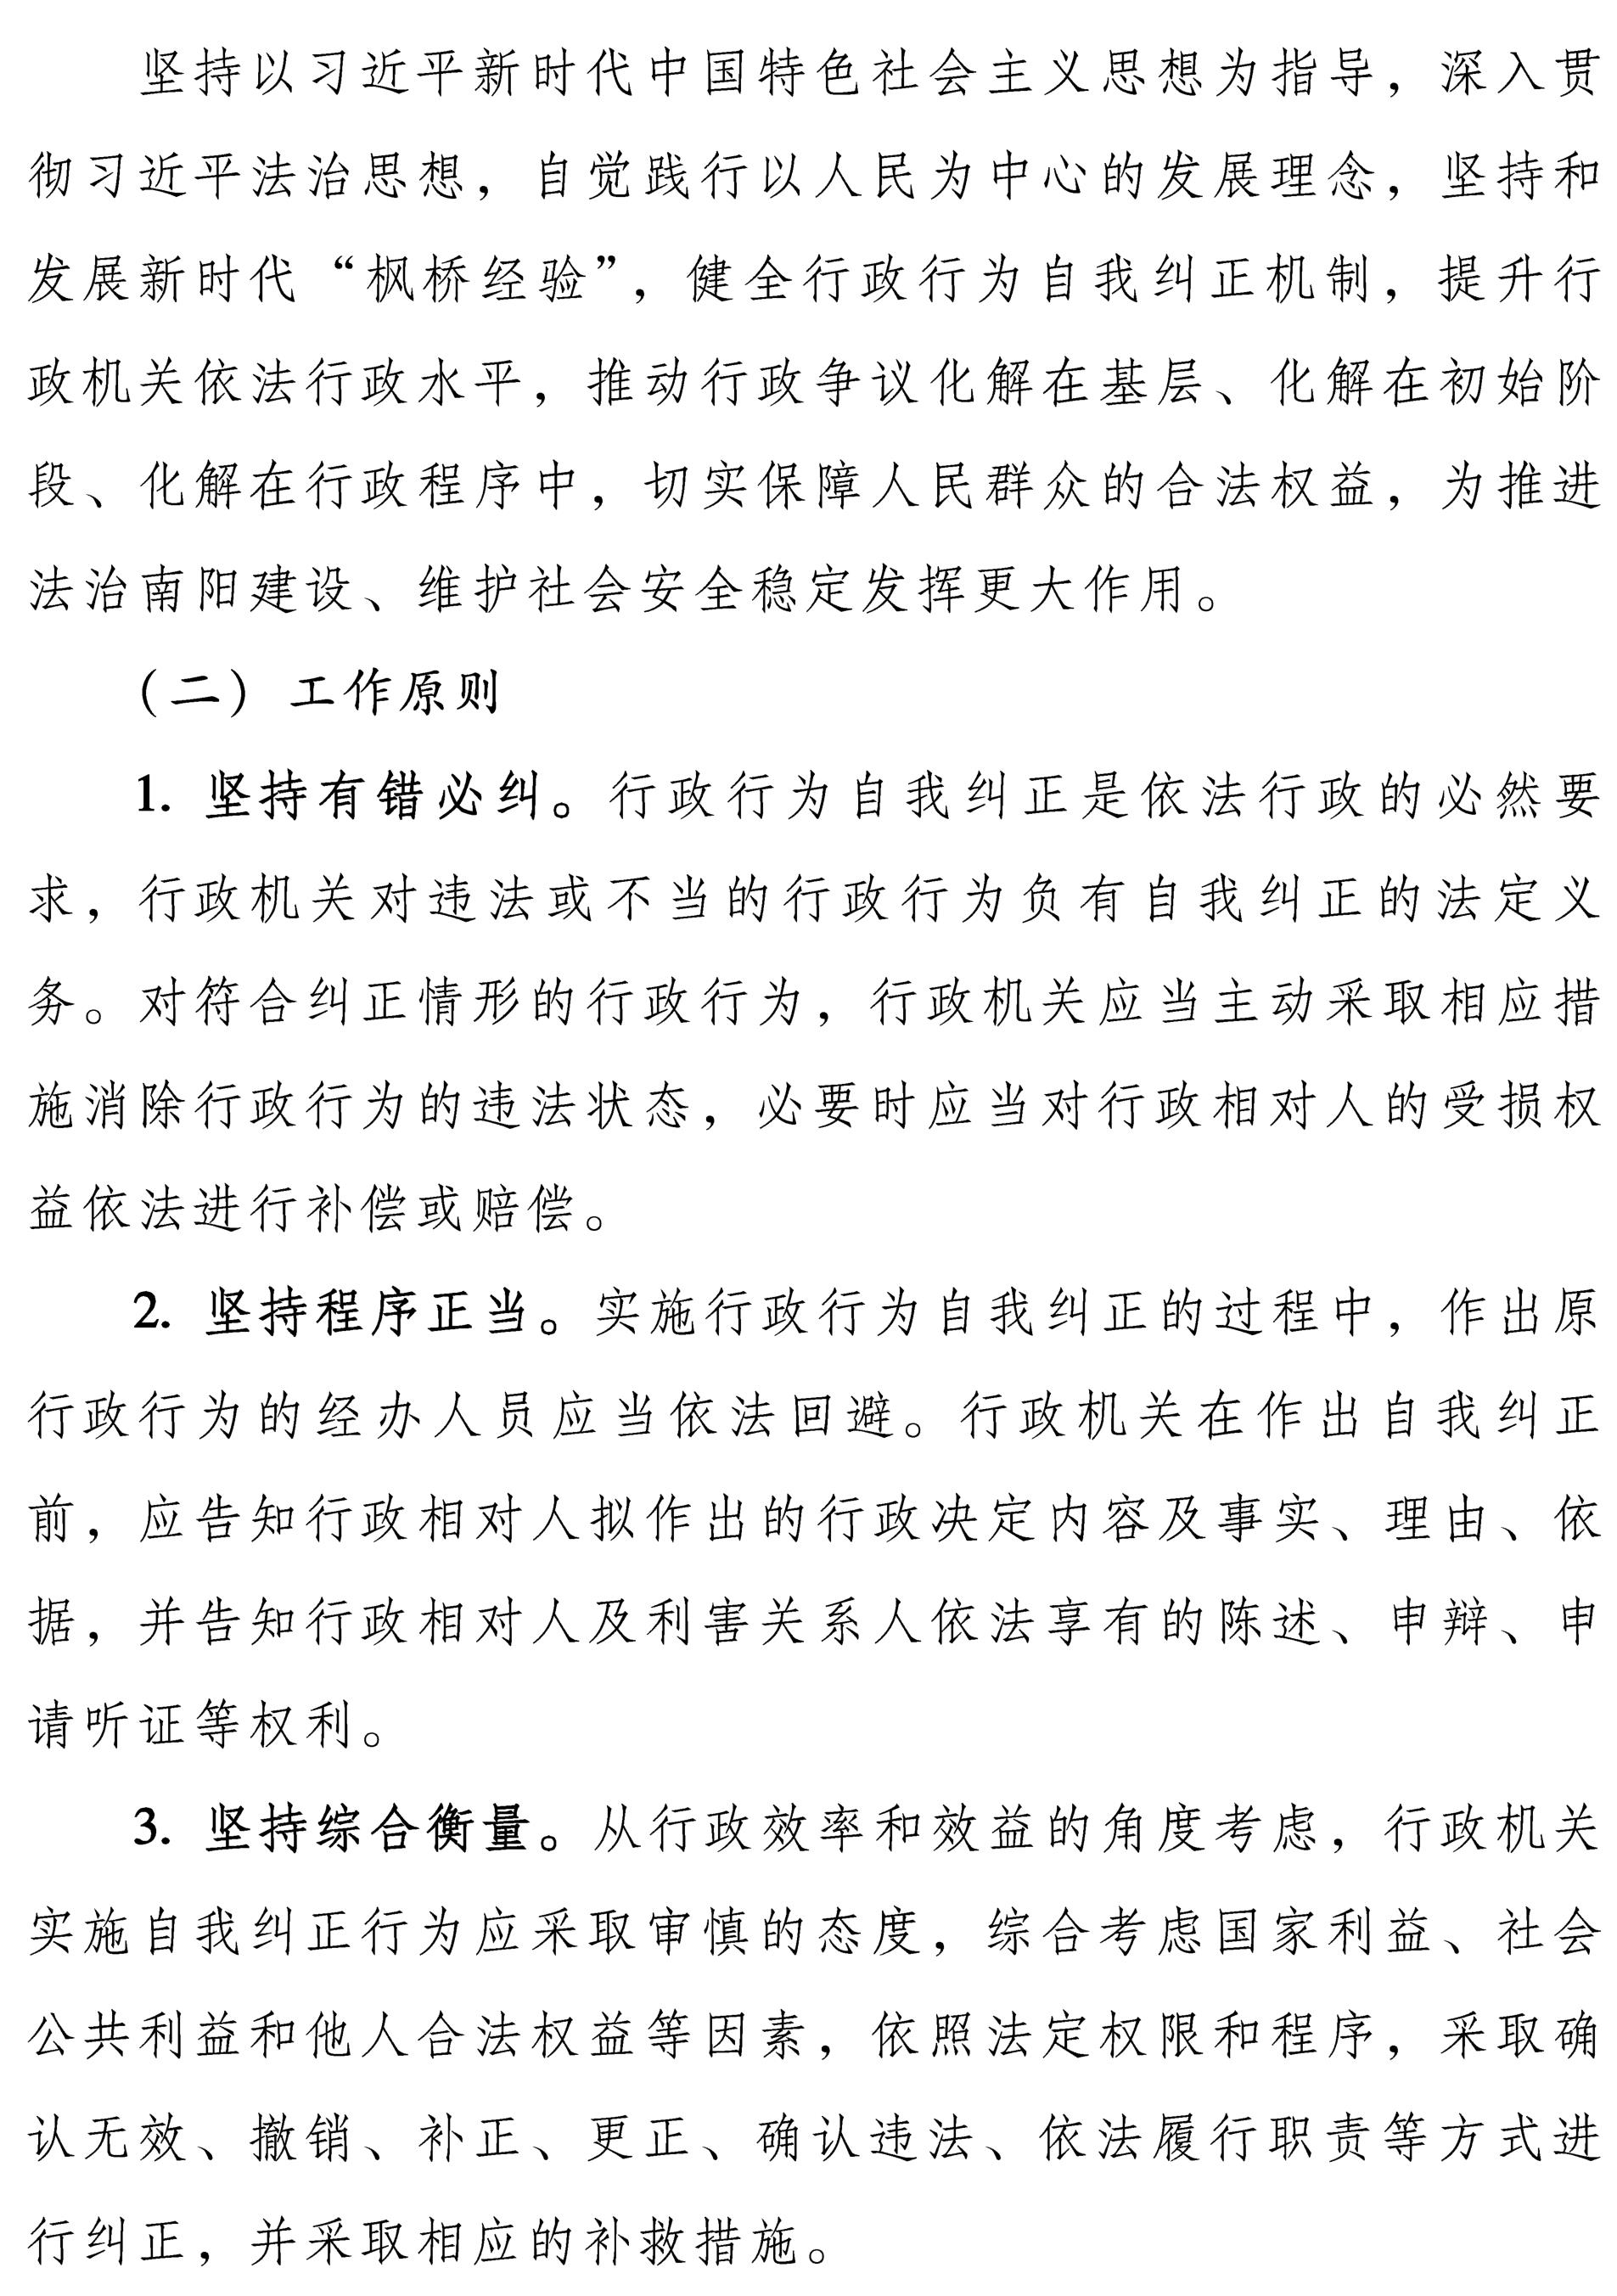 坚持以习近平新时代中国特色社会主义思想为指导，深入贯
彻习近平法治思想，自觉践行以人民为中心的发展理念，坚持和
发展新时代“枫桥经验”，健全行政行为自我纠正机制，提升行
政机关依法行政水平，推动行政争议化解在基层、化解在初始阶
段、化解在行政程序中，切实保障人民群众的合法权益，为推进
法治南阳建设、维护社会安全稳定发挥更大作用。
（二）工作原则
1. 坚持有错必纠。行政行为自我纠正是依法行政的必然要
求，行政机关对违法或不当的行政行为负有自我纠正的法定义
务。对符合纠正情形的行政行为，行政机关应当主动采取相应措
施消除行政行为的违法状态，必要时应当对行政相对人的受损权
益依法进行补偿或赔偿。
2. 坚持程序正当。实施行政行为自我纠正的过程中，作出原
行政行为的经办人员应当依法回避。行政机关在作出自我纠正
前，应告知行政相对人拟作出的行政决定内容及事实、理由、依
据，并告知行政相对人及利害关系人依法享有的陈述、申辩、申
请听证等权利。
3. 坚持综合衡量。从行政效率和效益的角度考虑，行政机关
实施自我纠正行为应采取审慎的态度，综合考虑国家利益、社会
公共利益和他人合法权益等因素，依照法定权限和程序，采取确
认无效、撤销、补正、更正、确认违法、依法履行职责等方式进
行纠正，并采取相应的补救措施。